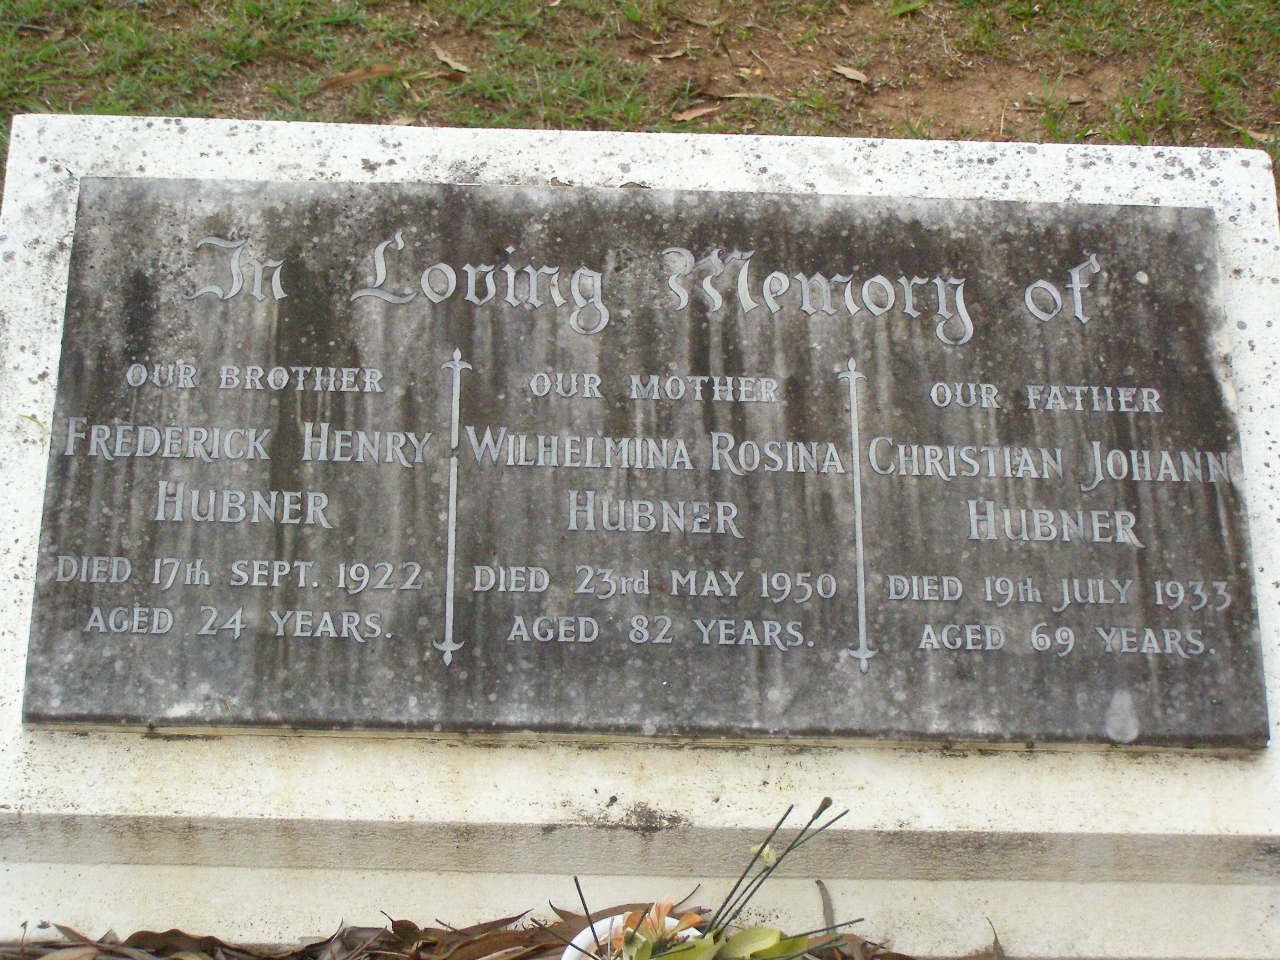 In Loving Memory of
OUR BROTHER
FREDERICK HENRY
HUBNER
DIED 17th SEPT. 1922
AGED 24 YEARS.
OUR MOTHER
WILHELMINA ROSINA
HUBNER
DIED 23rd MAY 1950
AGED 82 YEARS.
OUR FATHER
CHRISTIAN JOHANN
HUBNER
DIED 19th JULY 1933
AGED 69 YEARS.